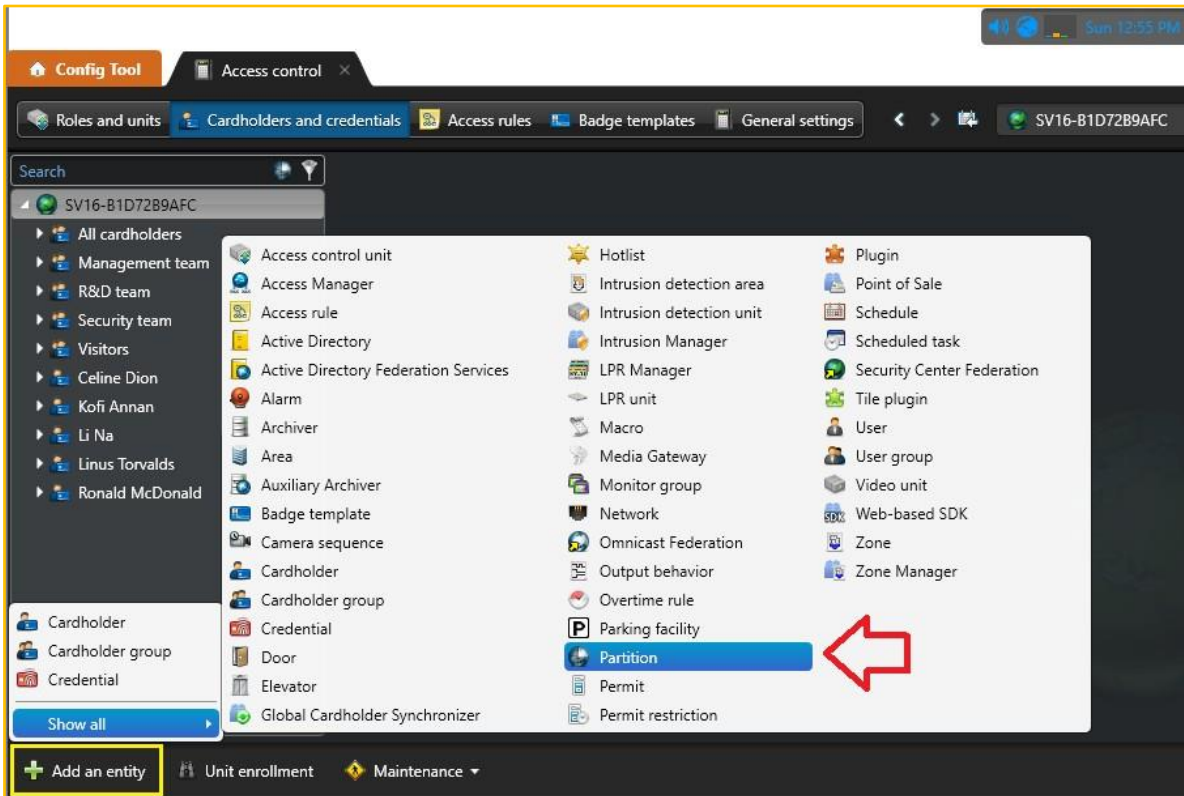 Sun 12:55 PM
Config Tool
Access control
Roles and units
Cardholders and credentials
Access rules
Badge templates
General settings
SV16-B1D72B9AFC
Search
SV16-B1D72B9AFC
All cardholders
Management team
R&D team
Security team
Visitors
Celine Dion
Kofi Annan
Li Na
Linus Torvalds
Ronald McDonald
Access control unit
Access Manager
Access rule
Active Directory
Active Directory Federation Services
Alarm
Archiver
Area
Auxiliary Archiver
Badge template
Camera sequence
Cardholder
Cardholder group
Credential
Door
Elevator
Global Cardholder Synchronizer
Hotlist
Intrusion detection area
Intrusion detection unit
Intrusion Manager
LPR Manager
LPR unit
Macro
Media Gateway
Monitor group
Network
Omnicast Federation
Output behavior
Overtime rule
P Parking facility
Partition
Permit
Permit restriction
Plugin
Point of Sale
Schedule
Scheduled task
Security Center Federation
Tile plugin
User
User group
Video unit
SDK Web-based SDK
Zone
Zone Manager
Cardholder
Cardholder group
Credential
Show all
Add an entity
Unit enrollment
Maintenance